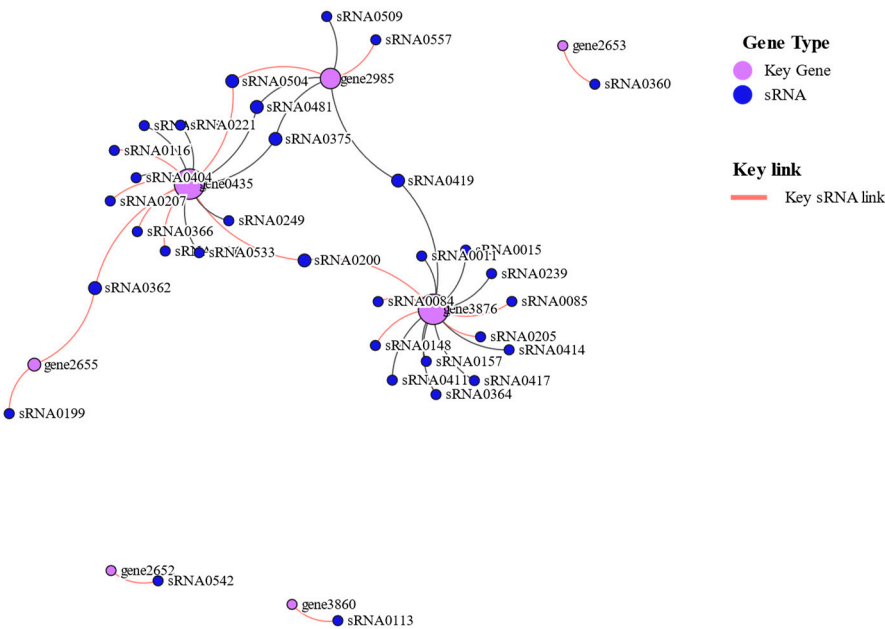 sRNA0509
sRNA0557
gene2653
Gene Type
sRNA0504
gene2985
Key Gene
sRNA0360
sRNA
sRNA0481
sRNA0221
sRNA0375
sRNA0116
Key link
sRNA0404
gene0435
sRNA0419
Key sRNA link
sRNA0207
sRNA0249
sRNA0366
sRNA0533
sRNA0200
sRNA0015
sRNA0011
sRNA0239
sRNA0362
sRNA0084
sRNA0085
gene3876
sRNA0205
sRNA0148
sRNA0414
sRNA0157
gene2655
sRNA0411
sRNA0417
sRNA0364
sRNA0199
gene2652
sRNA0542
gene3860
sRNA0113